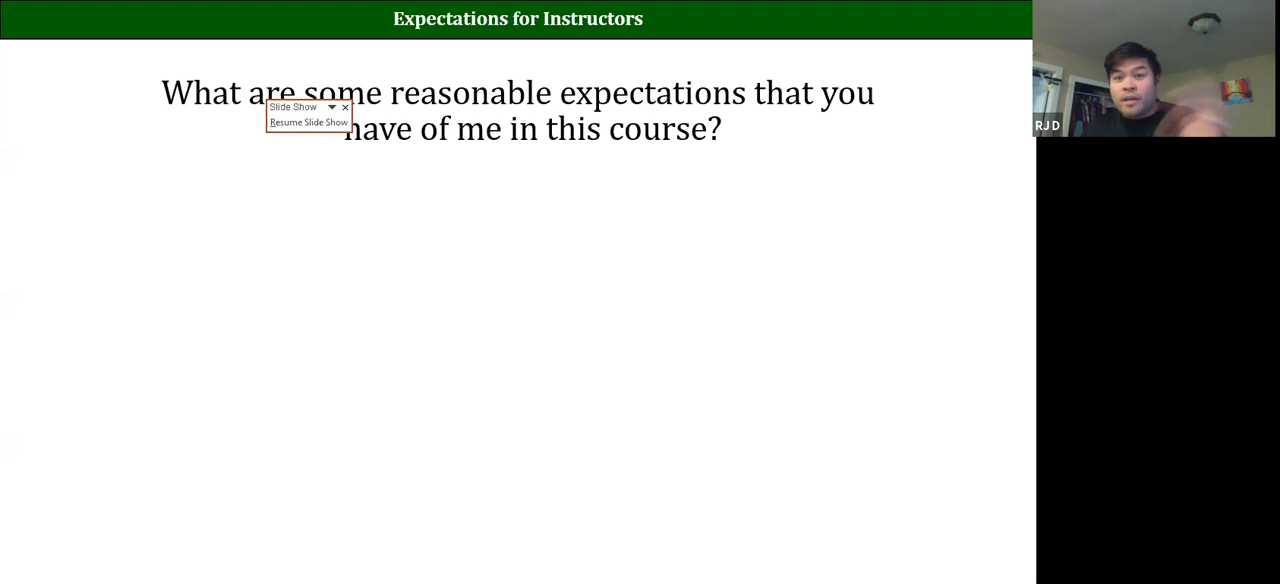 Expectations for Instructors
What are some reasonable expectations that you
Slide Show
Resume Slide Show
have of me in this course?
RJD